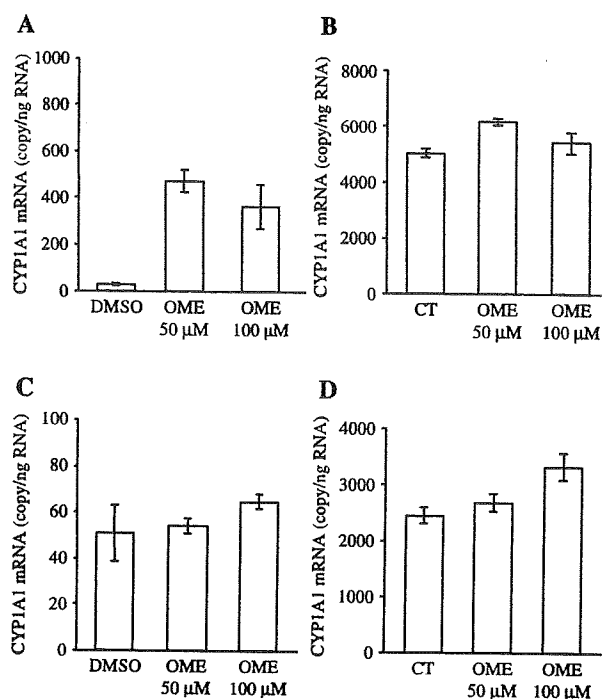 A
CYP1A1 mRNA (copy/ng RNA)
1000
800
600
400
200
0
DMSO OME OME
50 µM 100 µM
B
CYP1A1 mRNA (copy/ng RNA)
8000
6000
4000
2000
0
CT OME OME
50 µM 100 µM
C
CYP1A1 mRNA (copy/ng RNA)
100
80
60
40
20
0
DMSO OME OME
50 µM 100 µM
D
CYP1A1 mRNA (copy/ng RNA)
4000
3000
2000
1000
0
CT OME OME
50 µM 100 µM